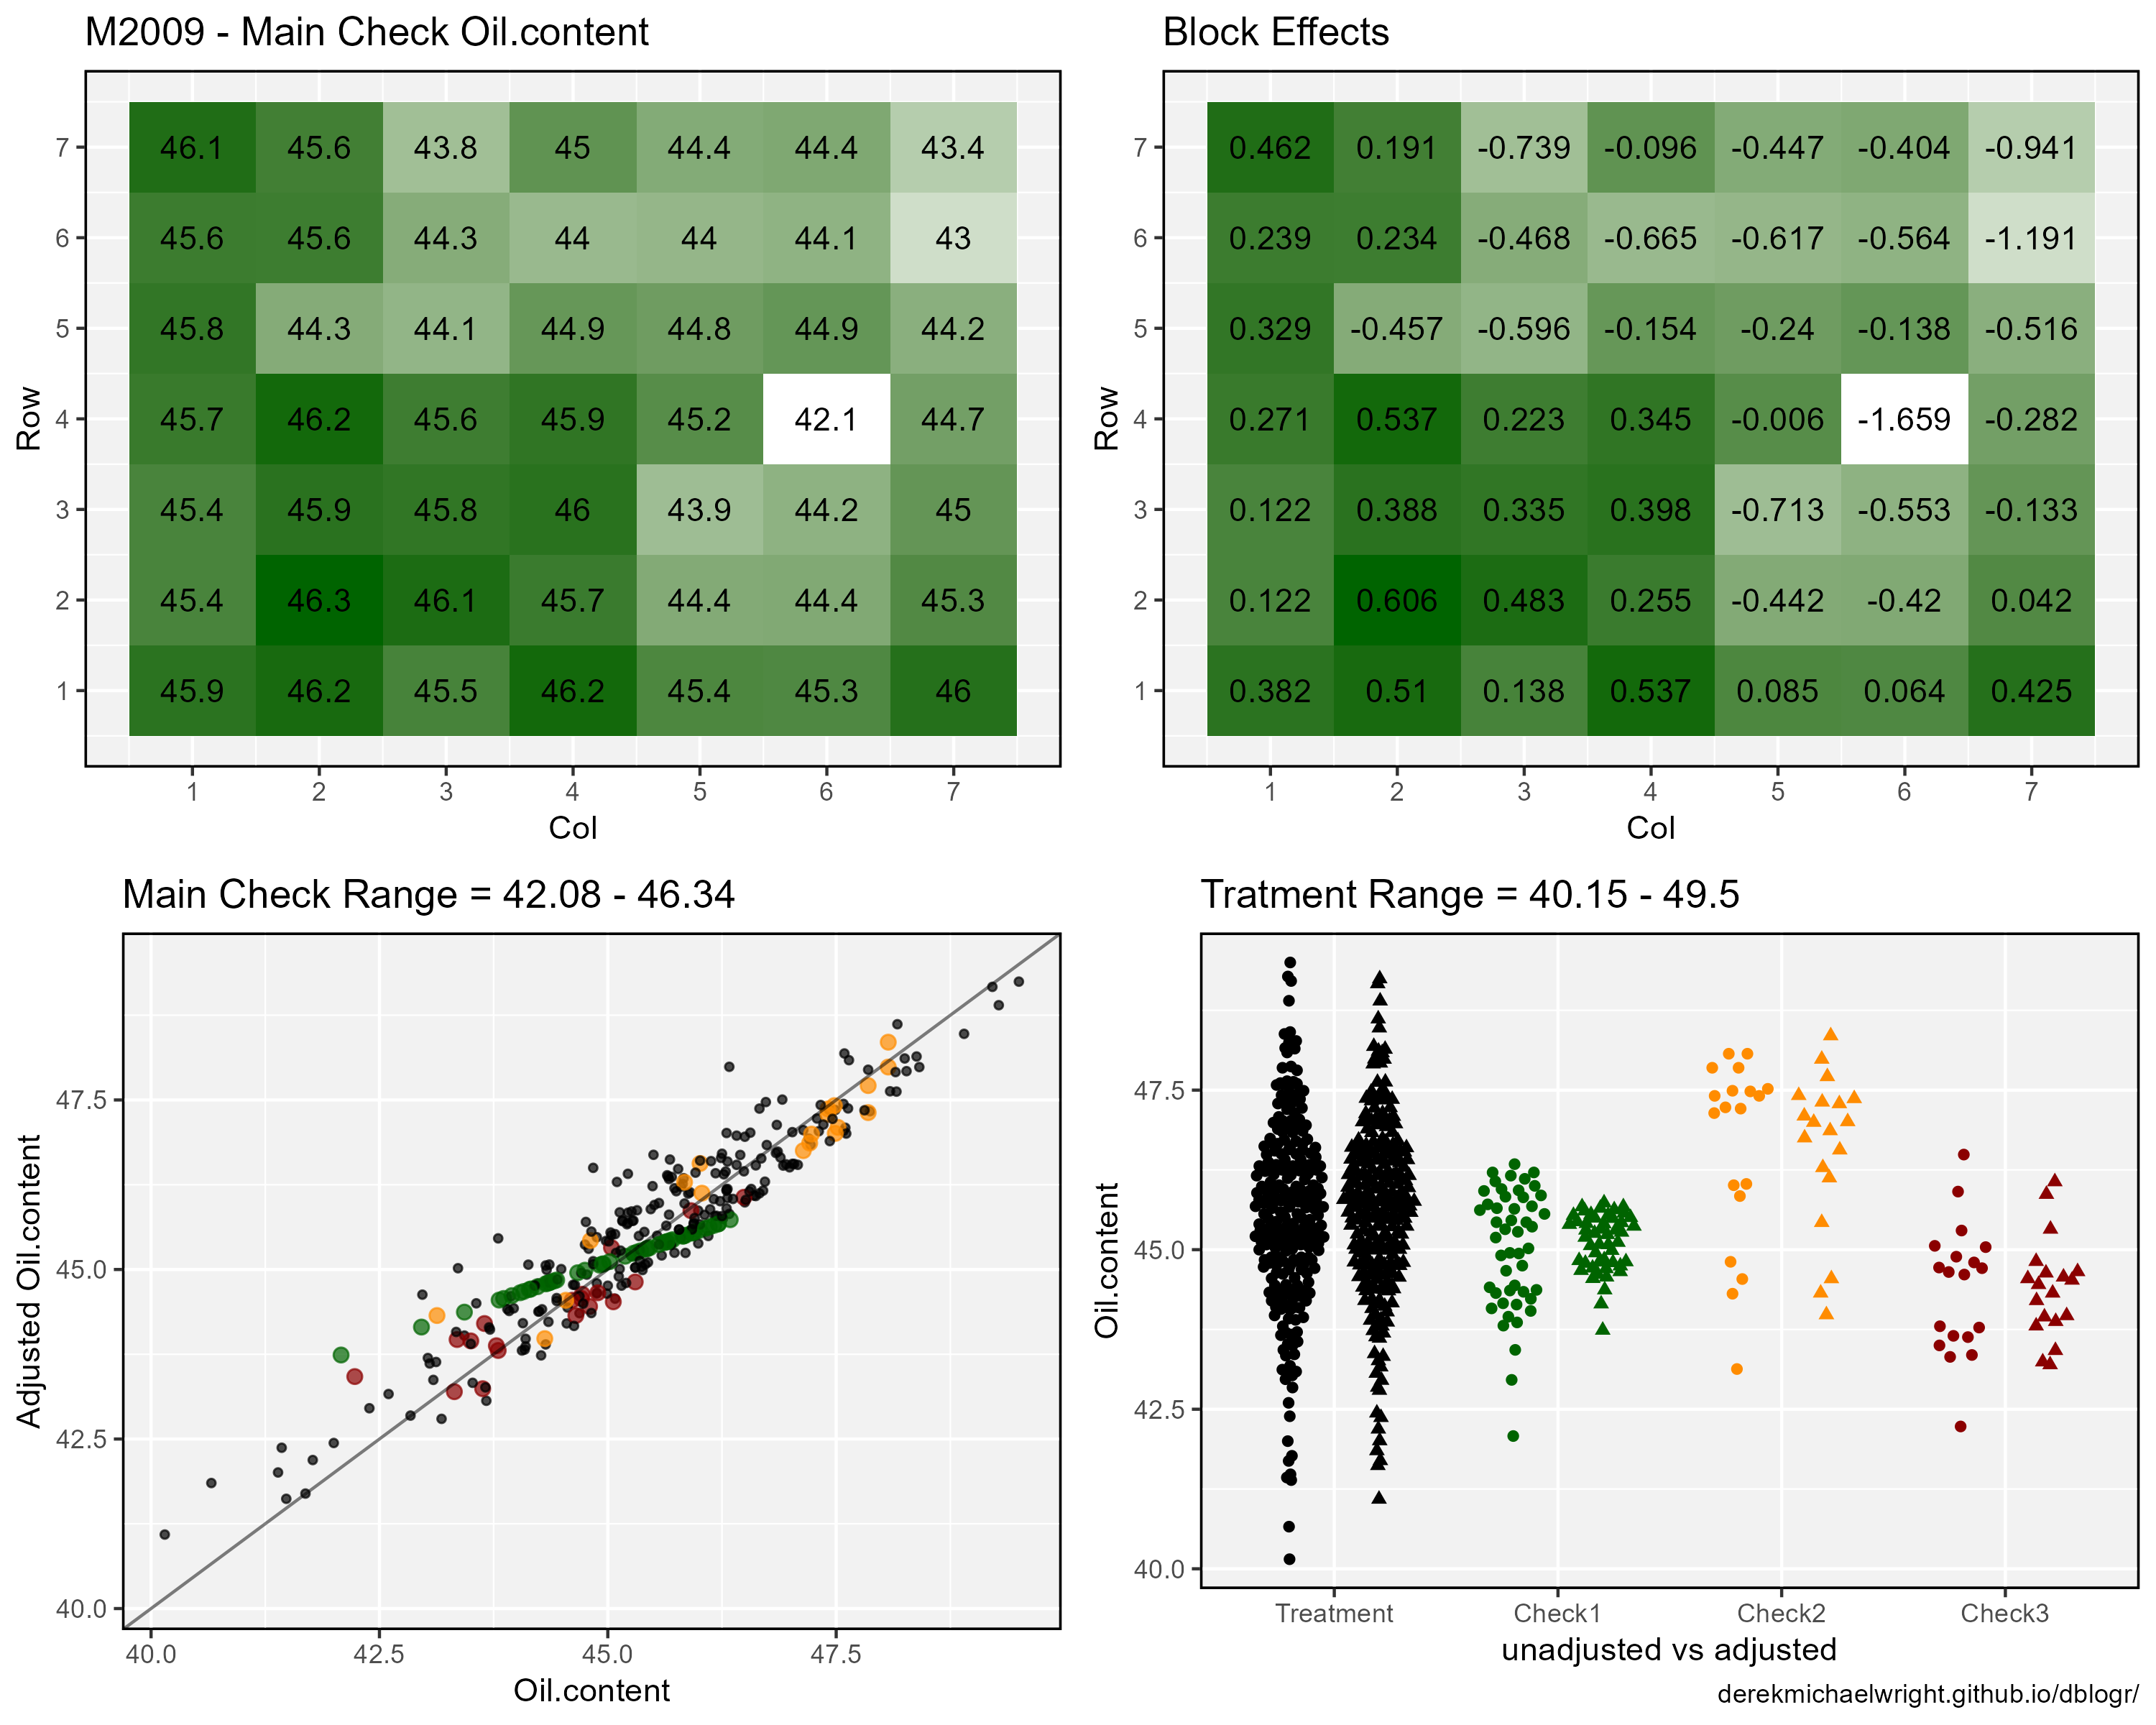 M2009 - Main Check Oil.content
7 46.1 45.6 43.8 45 44.4 44.4 43.4
6 45.6 45.6 44.3 44 44 44.1 43
5 45.8 44.3 44.1 44.9 44.8 44.9 44.2
4 45.7 46.2 45.6 45.9 45.2 42.1 44.7
3 45.4 45.9 45.8 46 43.9 44.2 45
2 45.4 46.3 46.1 45.7 44.4 44.4 45.3
1 45.9 46.2 45.5 46.2 45.4 45.3 46
Row
1 2 3 4 5 6 7
Col
Block Effects
7 0.462 0.191 -0.739 -0.096 -0.447 -0.404 -0.941
6 0.239 0.234 -0.468 -0.665 -0.617 -0.564 -1.191
5 0.329 -0.457 -0.596 -0.154 -0.24 -0.138 -0.516
4 0.271 0.537 0.223 0.345 -0.006 -1.659 -0.282
3 0.122 0.388 0.335 0.398 -0.713 -0.553 -0.133
2 0.122 0.606 0.483 0.255 -0.442 -0.42 0.042
1 0.382 0.51 0.138 0.537 0.085 0.064 0.425
Row
1 2 3 4 5 6 7
Col
Main Check Range = 42.08 - 46.34
47.5
45.0
42.5
40.0
Adjusted Oil.content
40.0 42.5 45.0 47.5
Oil.content
Tratment Range = 40.15 - 49.5
47.5
45.0
42.5
40.0
Oil.content
Treatment Check1 Check2 Check3
unadjusted vs adjusted
derekmichaelwright.github.io/dblogr/